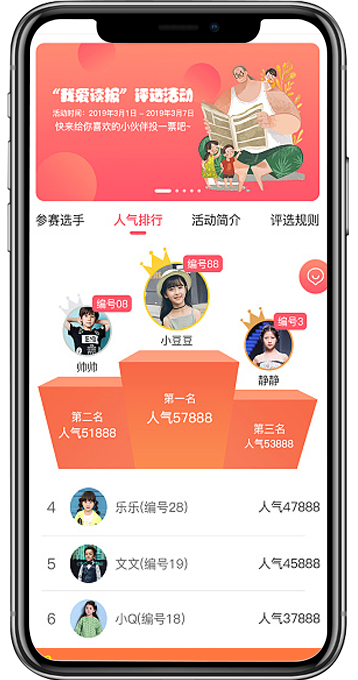 “我爱读报”评选活动
活动时间：2019年3月1日 – 2019年3月7日
快来给你喜欢的小伙伴投一票吧~
参赛选手 人气排行 活动简介 评选规则
编号88
编号08
编号3
小豆豆
帅帅
静静
第一名
人气57888
第二名
人气51888
第三名
人气53888
4 乐乐(编号28) 人气47888
5 文文(编号19) 人气45888
6 小Q(编号18) 人气37888